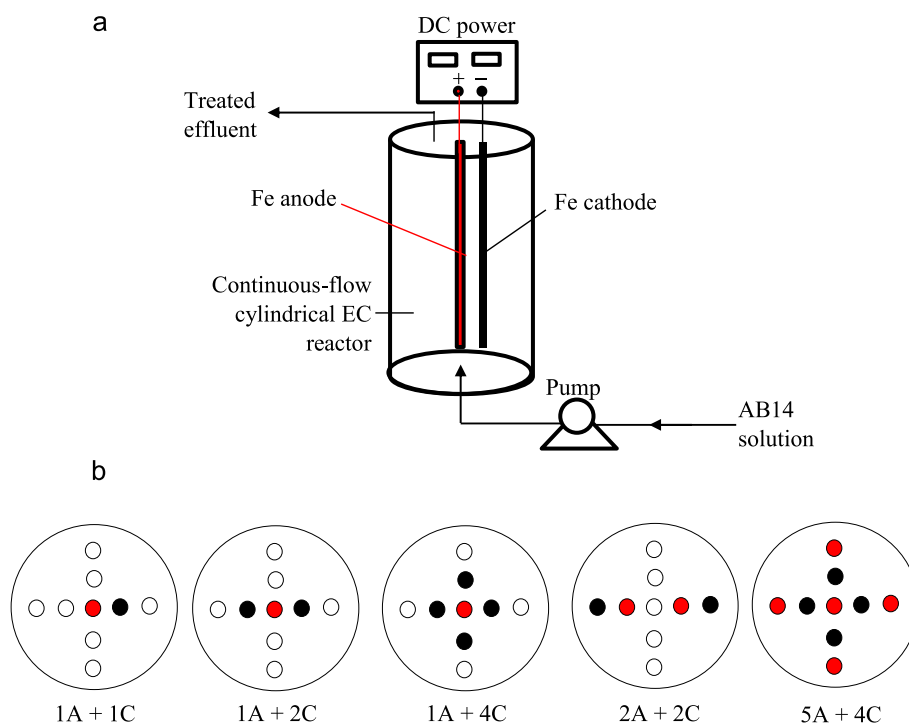 a
DC power
+ −
Treated
effluent
Fe anode
Fe cathode
Continuous-flow
cylindrical EC
reactor
Pump
AB14
solution
b
1A + 1C
1A + 2C
1A + 4C
2A + 2C
5A + 4C